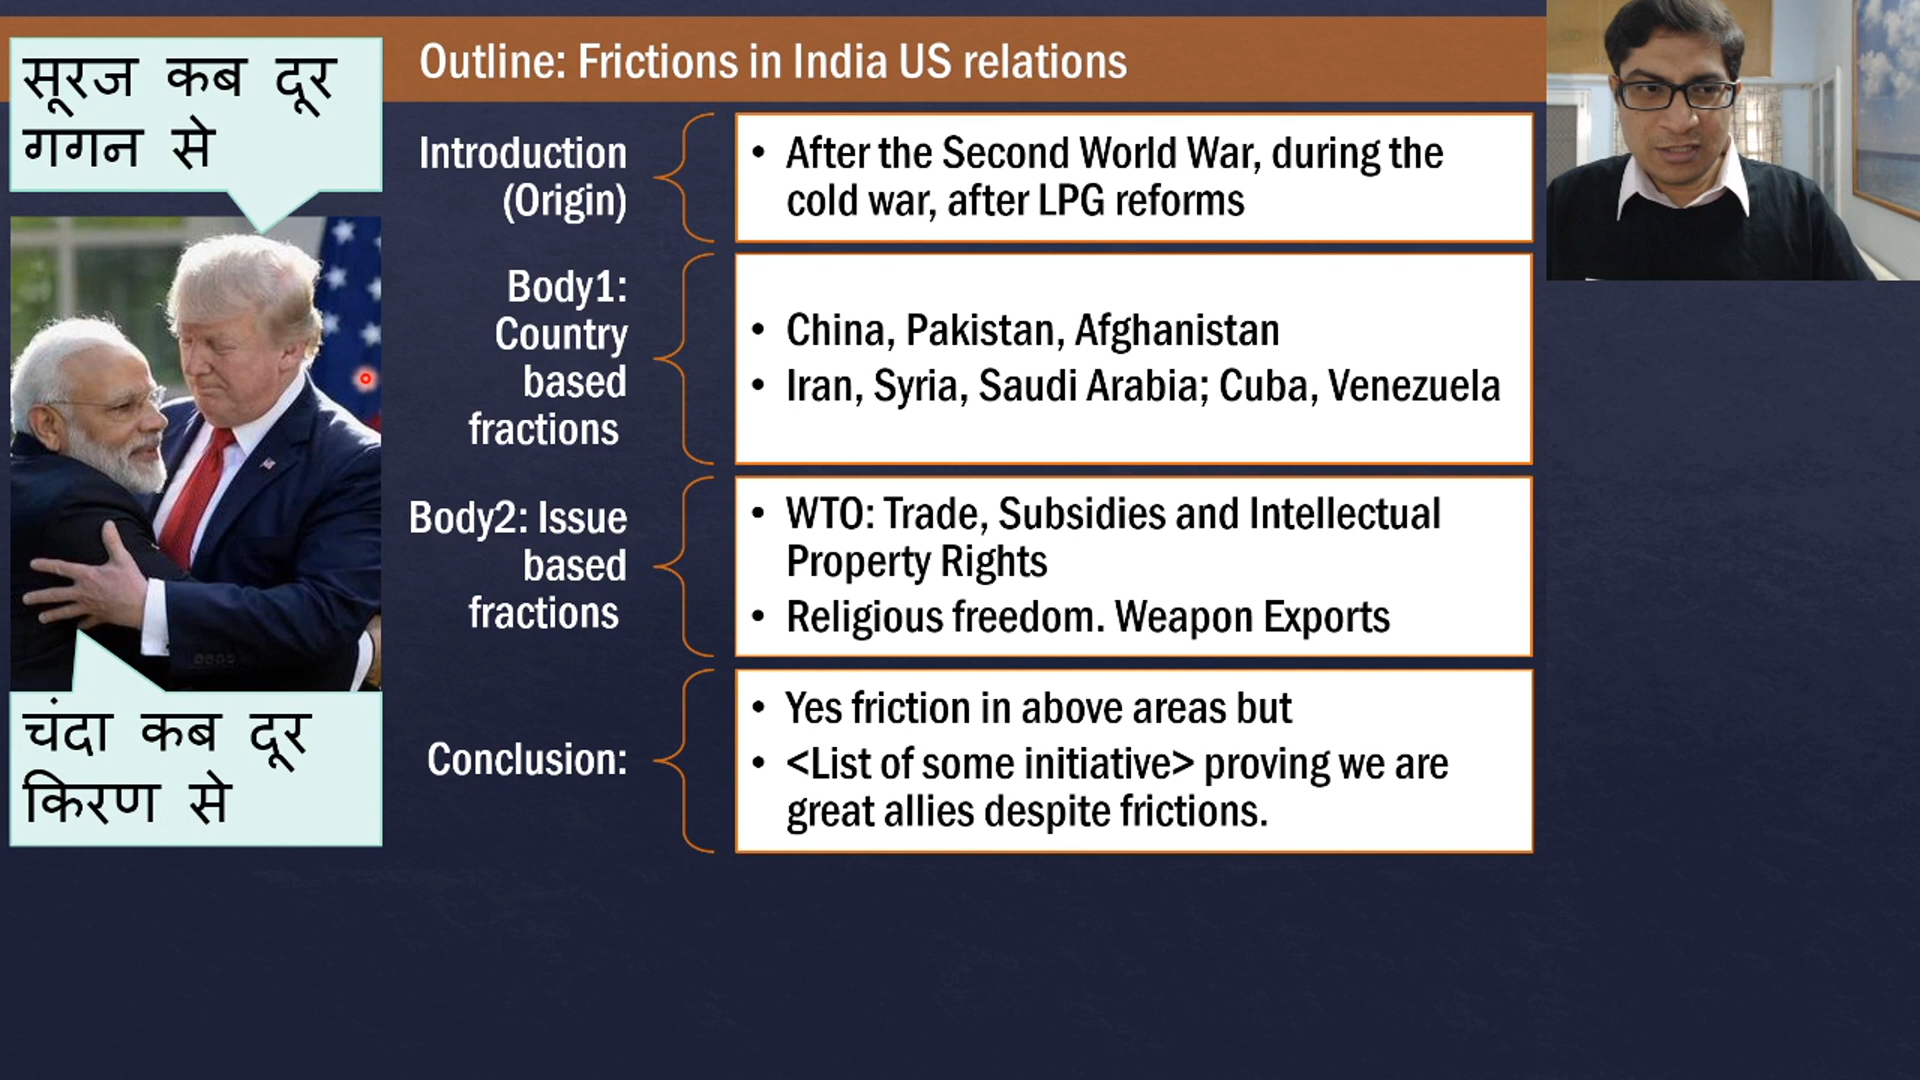 सूरज कब दूर
गगन से
Outline: Frictions in India US relations
Introduction
(Origin)
• After the Second World War, during the
cold war, after LPG reforms
Body1:
Country
based
fractions
• China, Pakistan, Afghanistan
• Iran, Syria, Saudi Arabia; Cuba, Venezuela
Body2: Issue
based
fractions
• WTO: Trade, Subsidies and Intellectual
Property Rights
• Religious freedom. Weapon Exports
चंदा कब दूर
किरण से
Conclusion:
• Yes friction in above areas but
• <List of some initiative> proving we are
great allies despite frictions.